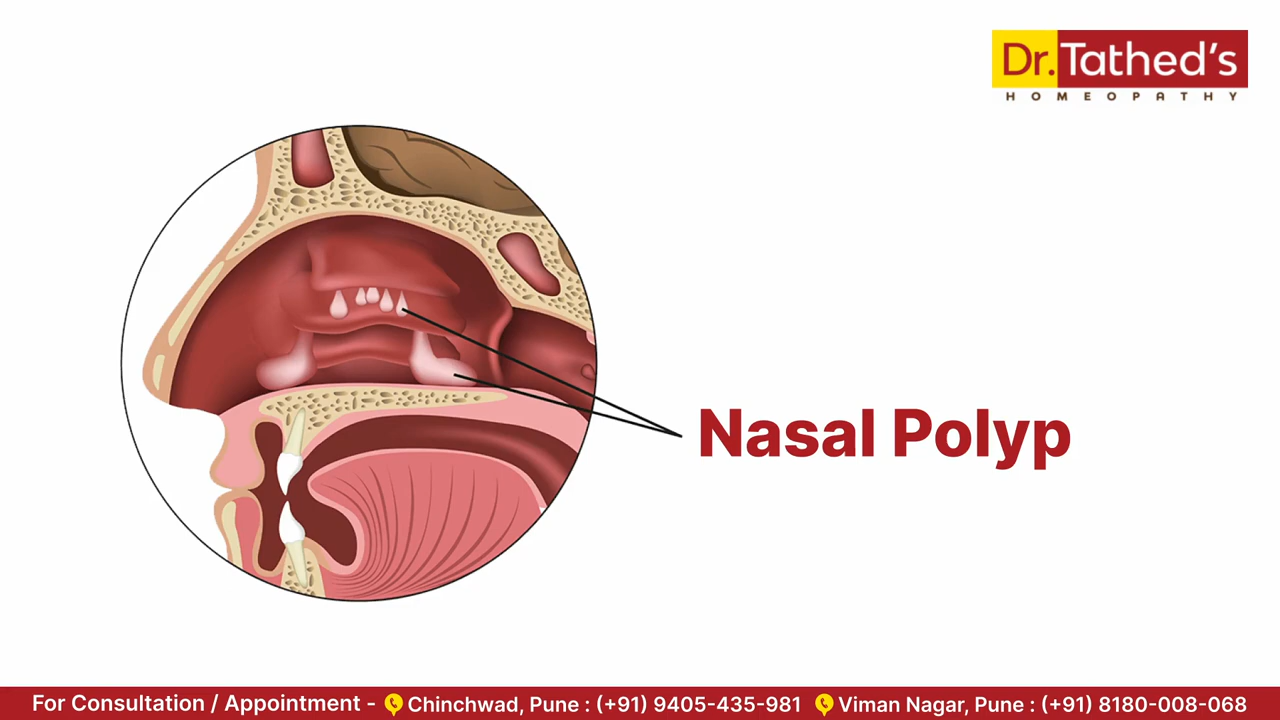 Dr.Tathed's
HOMEOPATHY
Nasal Polyp
For Consultation / Appointment - Chinchwad, Pune : (+91) 9405-435-981 Viman Nagar, Pune : (+91) 8180-008-068